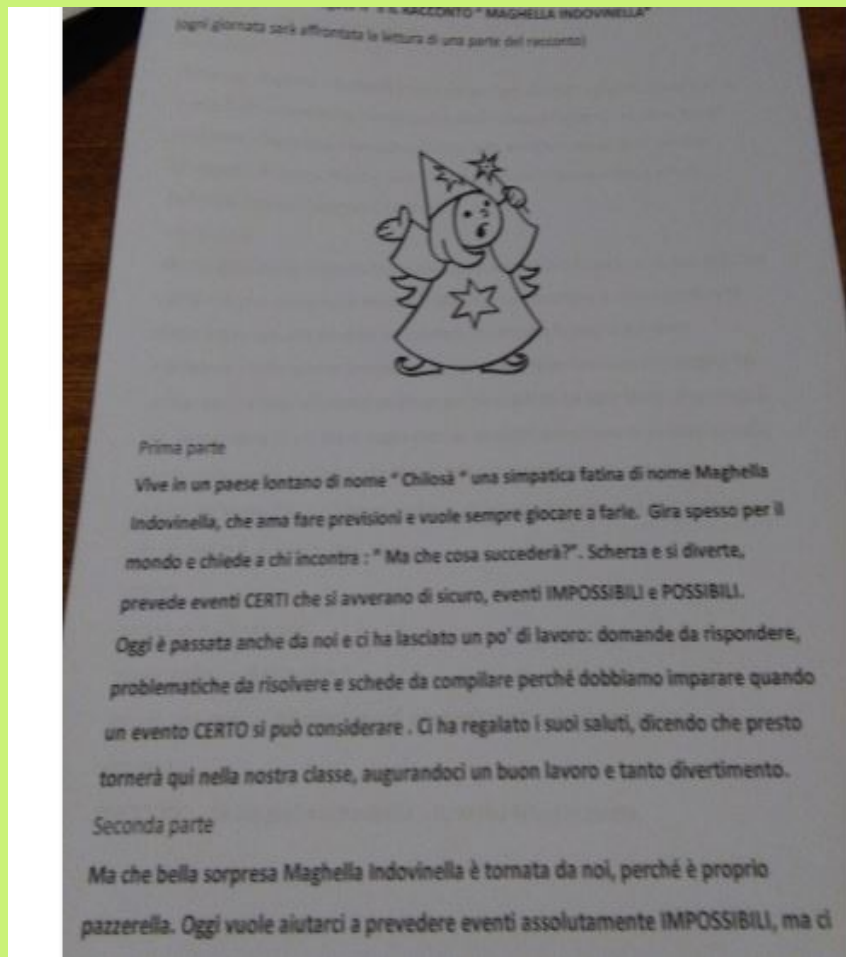 IL RACCONTO " MAGHELLA INDOVINELLA"
(ogni giornata sarà affrontata la lettura di una parte del racconto)
Prima parte
Vive in un paese lontano di nome " Chilosà " una simpatica fatina di nome Maghella
Indovinella, che ama fare previsioni e vuole sempre giocare a farle. Gira spesso per il
mondo e chiede a chi incontra : " Ma che cosa succederà?". Scherza e si diverte,
prevede eventi CERTI che si avverano di sicuro, eventi IMPOSSIBILI e POSSIBILI.
Oggi è passata anche da noi e ci ha lasciato un po' di lavoro: domande da rispondere,
problematiche da risolvere e schede da compilare perché dobbiamo imparare quando
un evento CERTO si può considerare . Ci ha regalato i suoi saluti, dicendo che presto
tornerà qui nella nostra classe, augurandoci un buon lavoro e tanto divertimento.
Seconda parte
Ma che bella sorpresa Maghella Indovinella è tornata da noi, perché è proprio
pazzerella. Oggi vuole aiutarci a prevedere eventi assolutamente IMPOSSIBILI, ma ci